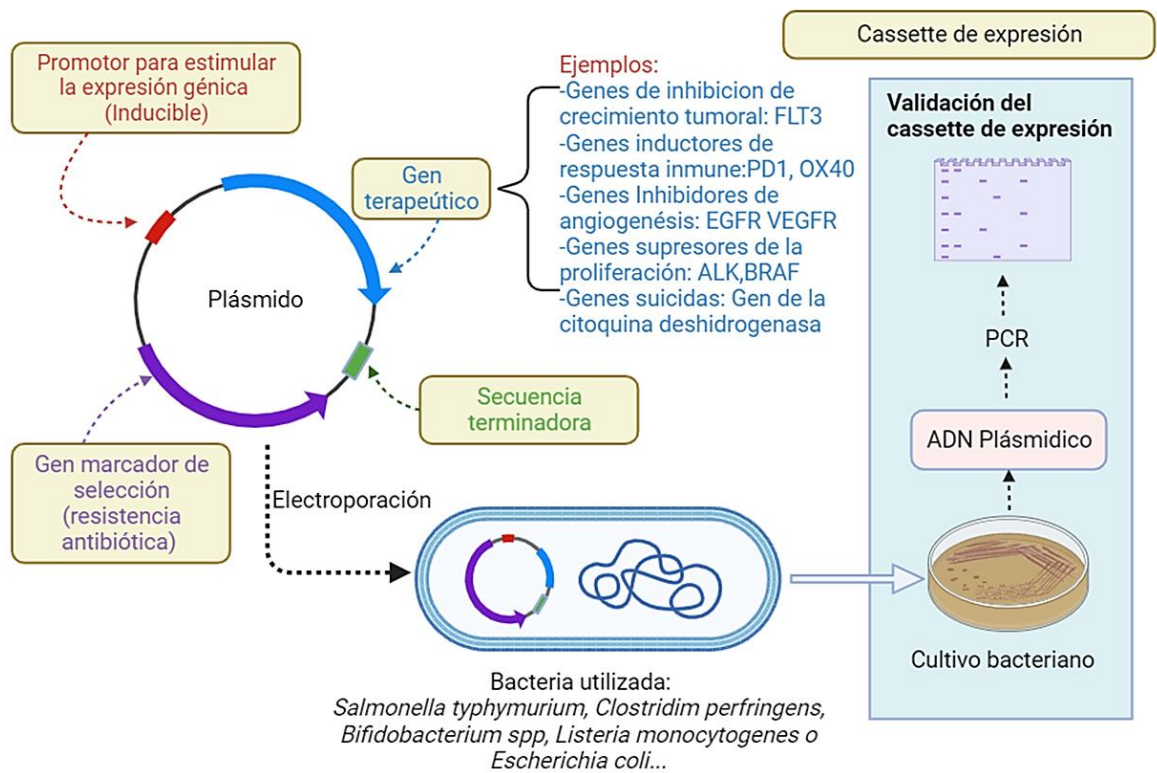 Cassette de expresión
Promotor para estimular
la expresión génica
(Inducible)
Gen
terapeútico
Ejemplos:
-Genes de inhibicion de
crecimiento tumoral: FLT3
-Genes inductores de
respuesta inmune:PD1, OX40
-Genes Inhibidores de
angiogenésis: EGFR VEGFR
-Genes supresores de la
proliferación: ALK,BRAF
-Genes suicidas: Gen de la
citoquina deshidrogenasa
Plásmido
Secuencia
terminadora
Gen marcador de
selección
(resistencia
antibiótica)
Electroporación
Bacteria utilizada:
Salmonella typhymurium, Clostridim perfringens,
Bifidobacterium spp, Listeria monocytogenes o
Escherichia coli...
Validación del
cassette de expresión
PCR
ADN Plásmidico
Cultivo bacteriano